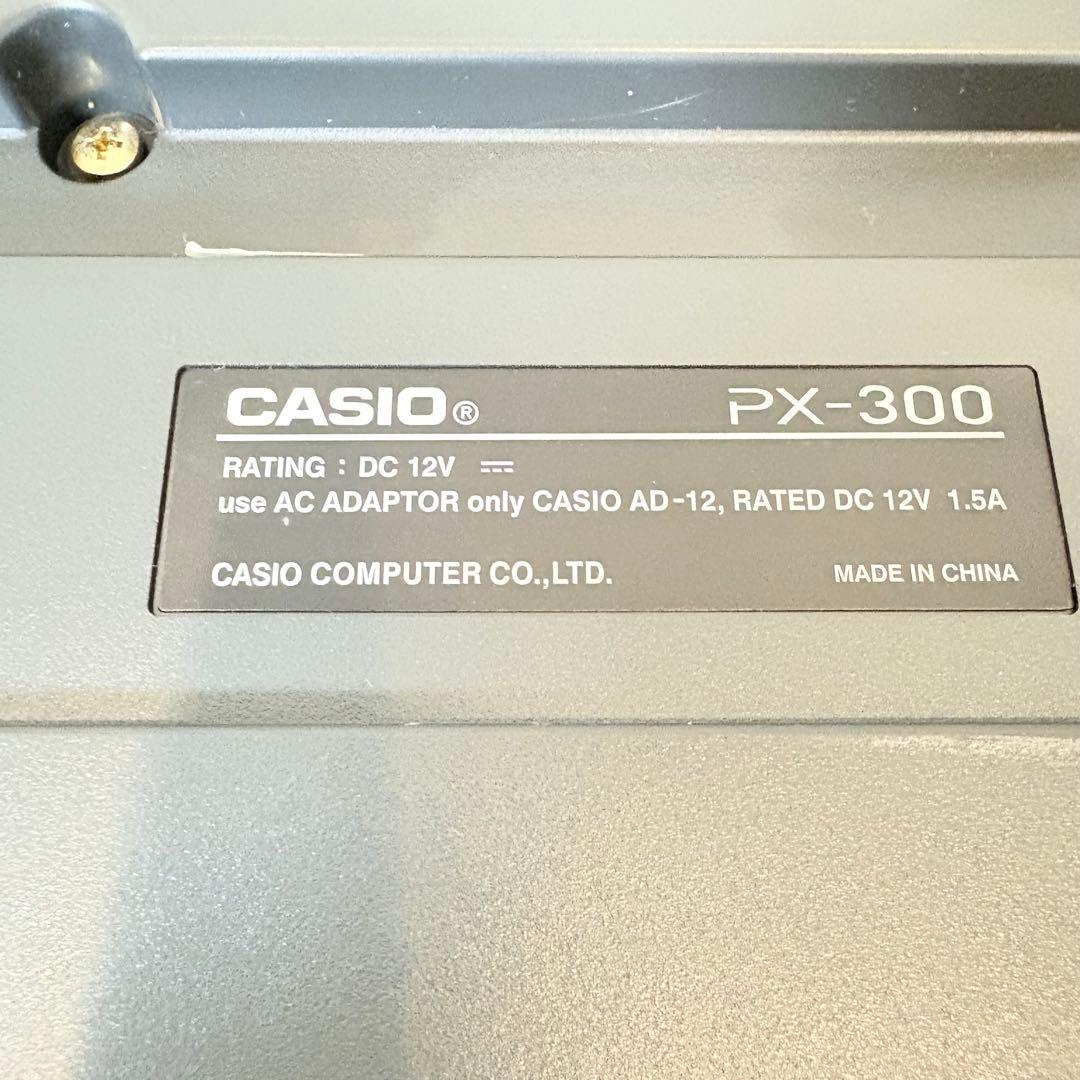 CASIO® PX-300
RATING : DC 12V ⎓
use AC ADAPTOR only CASIO AD-12, RATED DC 12V 1.5A
CASIO COMPUTER CO.,LTD. MADE IN CHINA